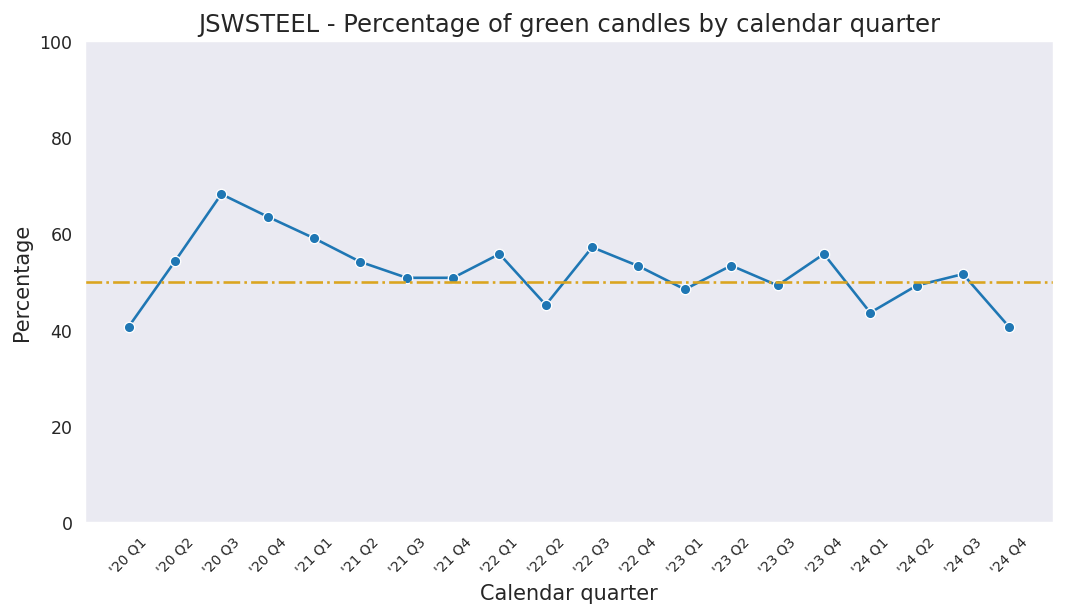 JSWSTEEL - Percentage of green candles by calendar quarter
100
80
60
40
20
0
Percentage
'20 Q1
'20 Q2
'20 Q3
'20 Q4
'21 Q1
'21 Q2
'21 Q3
'21 Q4
'22 Q1
'22 Q2
'22 Q3
'22 Q4
'23 Q1
'23 Q2
'23 Q3
'23 Q4
'24 Q1
'24 Q2
'24 Q3
'24 Q4
Calendar quarter